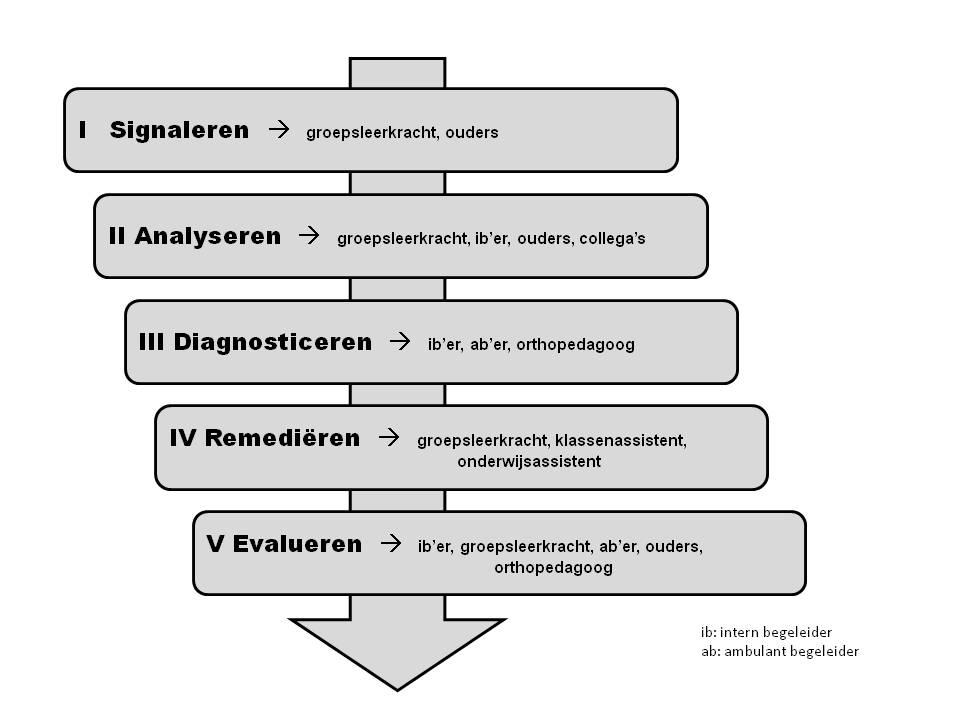 I Signaleren → groepsleerkracht, ouders
II Analyseren → groepsleerkracht, ib’er, ouders, collega’s
III Diagnosticeren → ib’er, ab’er, orthopedagoog
IV Remediëren → groepsleerkracht, klassenassistent,
onderwijsassistent
V Evalueren → ib’er, groepsleerkracht, ab’er, ouders,
orthopedagoog
ib: intern begeleider
ab: ambulant begeleider